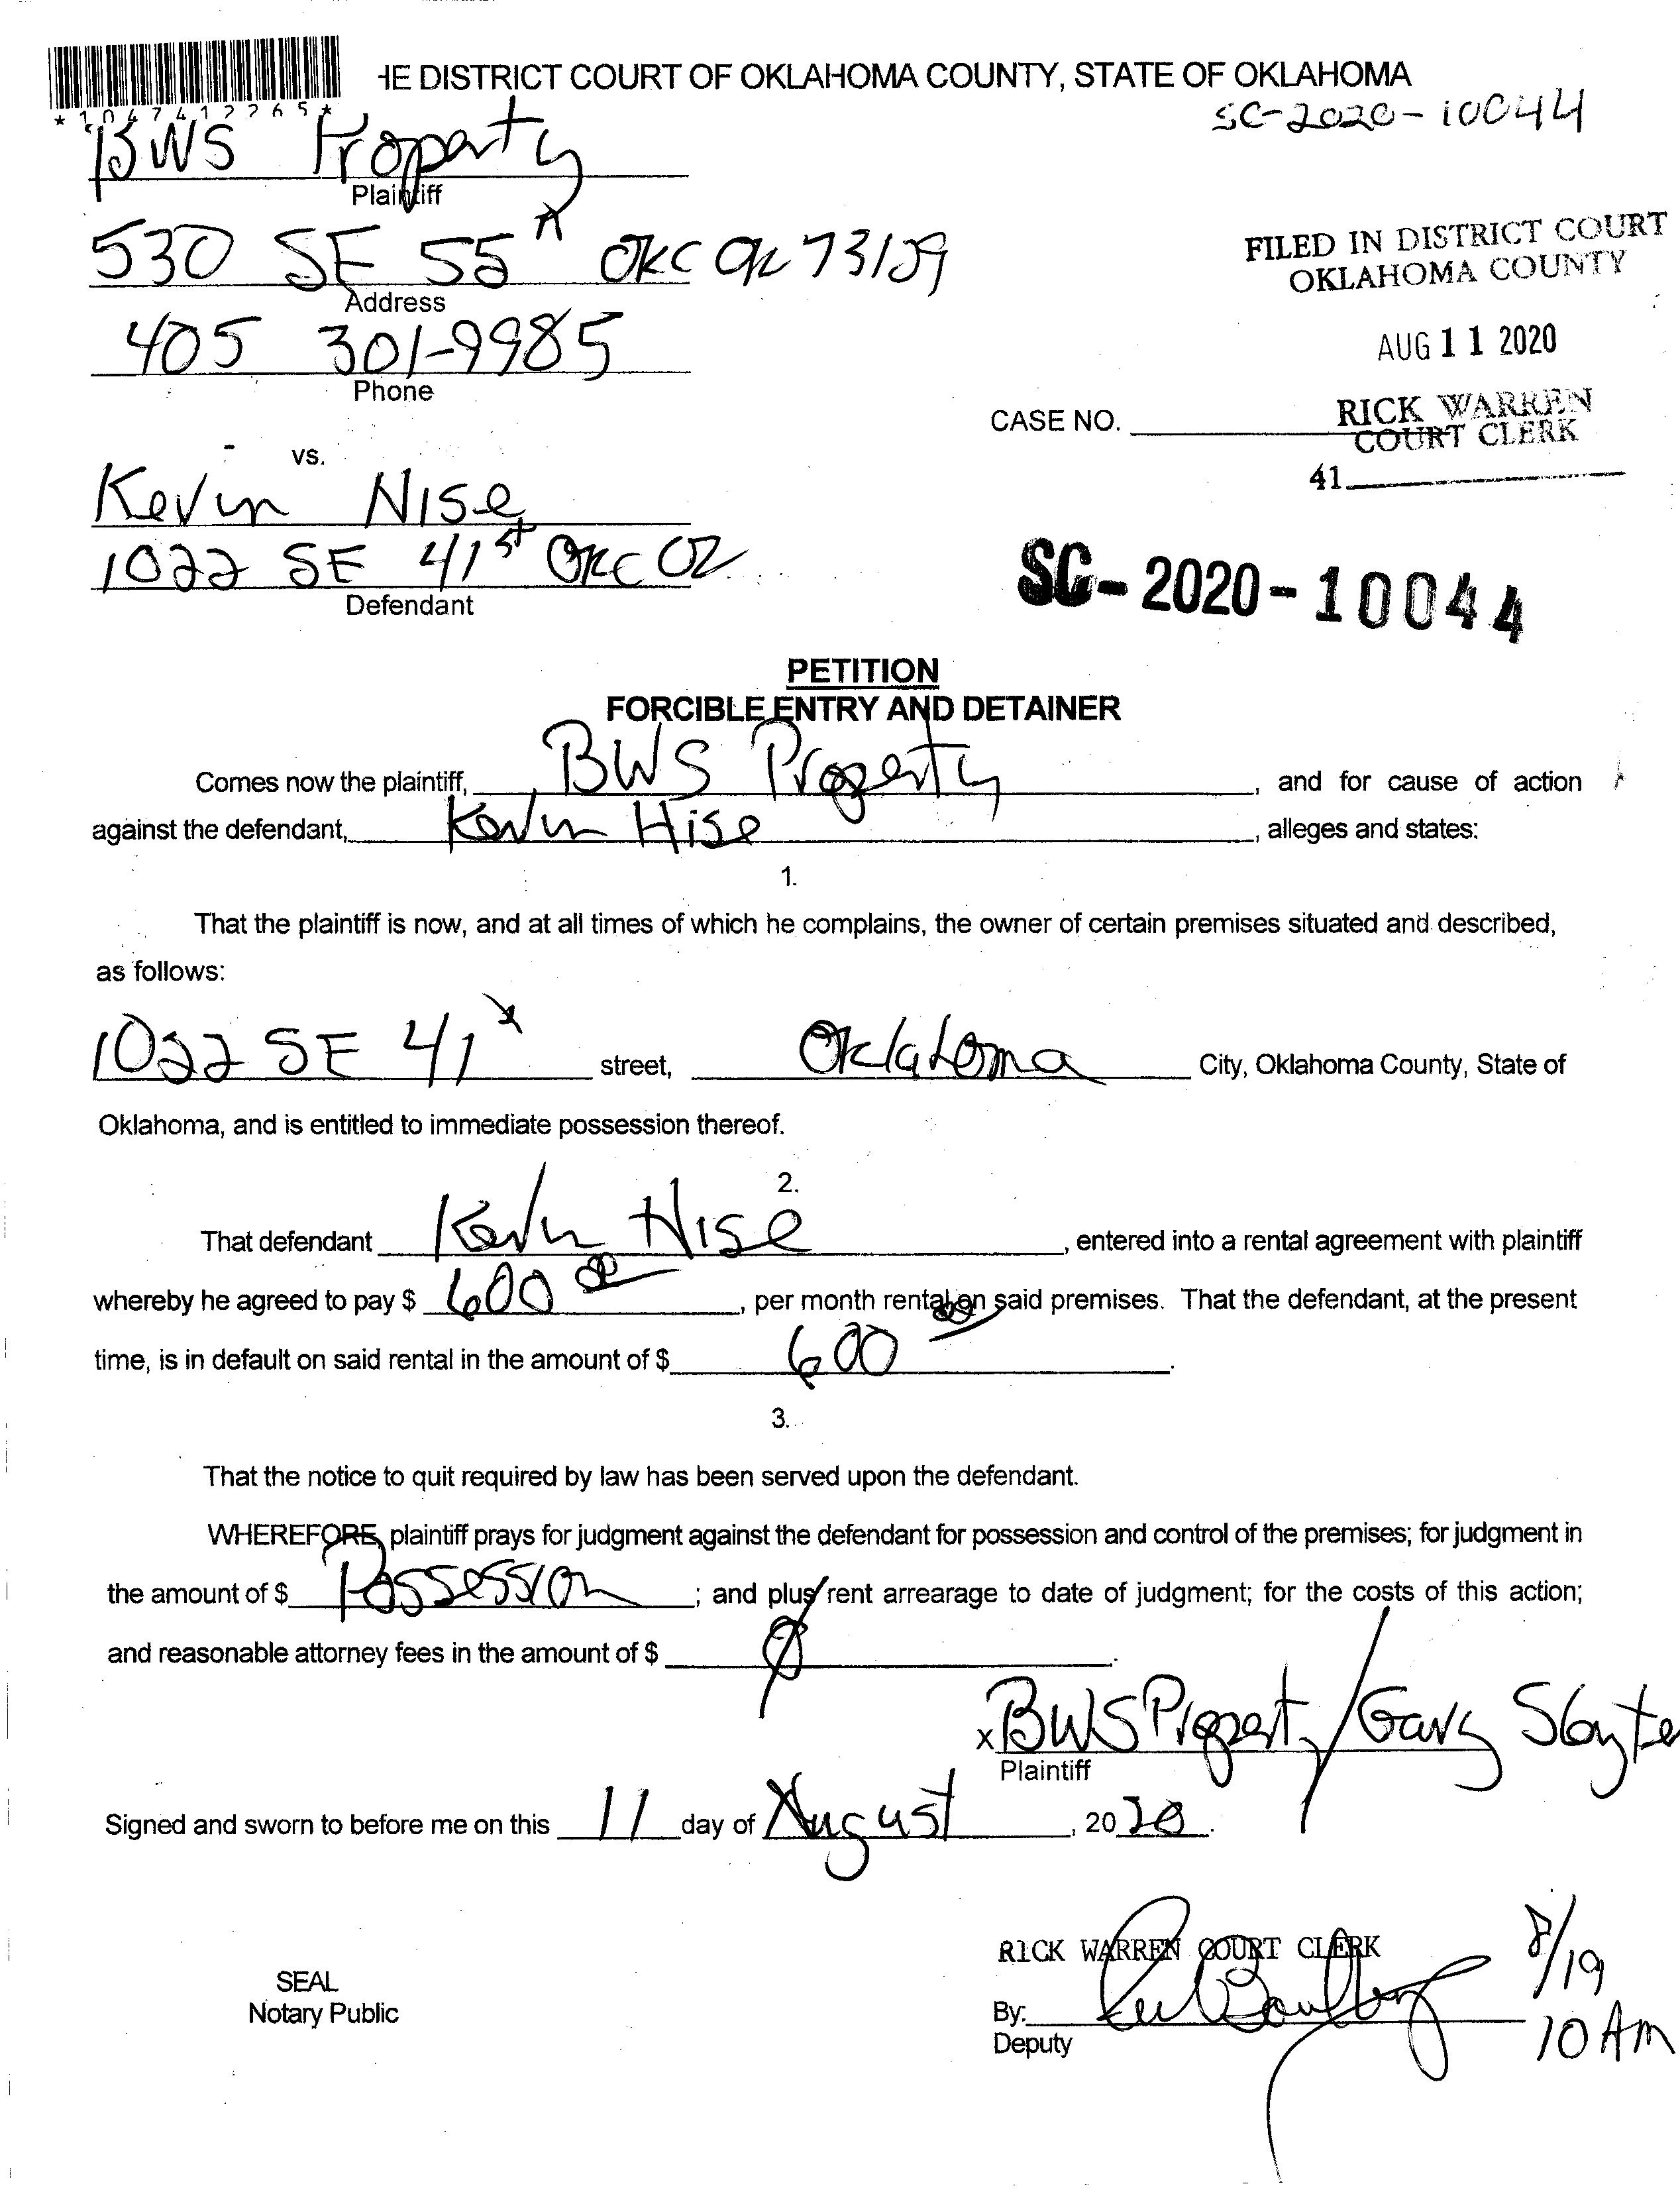 *1047412265*
HE DISTRICT COURT OF OKLAHOMA COUNTY, STATE OF OKLAHOMA
SC-2020-10044
BWS Property
Plaintiff
530 SE 55th OKC OK 73129
Address
405 301-9985
Phone
FILED IN DISTRICT COURT
OKLAHOMA COUNTY
AUG 11 2020
RICK WARREN
COURT CLERK
41
CASE NO.
vs.
Kevin Hise
1022 SE 41st OKC
Defendant
SC-2020-10044
PETITION
FORCIBLE ENTRY AND DETAINER
Comes now the plaintiff, BWS Property, and for cause of action
against the defendant, Kevin Hise, alleges and states:
1.
That the plaintiff is now, and at all times of which he complains, the owner of certain premises situated and described,
as follows:
1022 SE 41st street, Oklahoma City, Oklahoma County, State of
Oklahoma, and is entitled to immediate possession thereof.
2.
That defendant Kevin Hise, entered into a rental agreement with plaintiff
whereby he agreed to pay $ 600 00, per month rental on said premises. That the defendant, at the present
time, is in default on said rental in the amount of $ 600 00.
3.
That the notice to quit required by law has been served upon the defendant.
WHEREFORE, plaintiff prays for judgment against the defendant for possession and control of the premises; for judgment in
the amount of $ Possession; and plus rent arrearage to date of judgment; for the costs of this action;
and reasonable attorney fees in the amount of $ 0.
x BWS Property/Gary Slayter
Plaintiff
Signed and sworn to before me on this 11 day of August, 2020.
SEAL
Notary Public
RICK WARREN COURT CLERK
By:
Deputy
8/19
10 AM